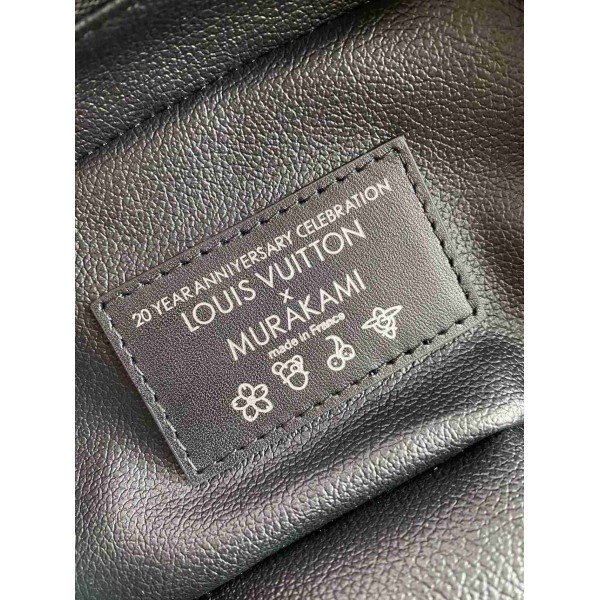 20 YEAR ANNIVERSARY CELEBRATION
LOUIS VUITTON
×
MURAKAMI
made in France